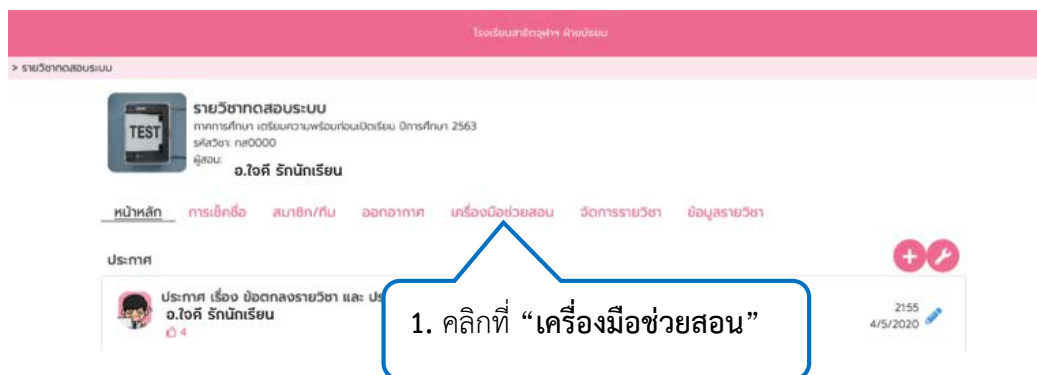 โรงเรียนสาธิตจุฬาฯ ฝ่ายมัธยม
> รายวิชาทดสอบระบบ
TEST
รายวิชาทดสอบระบบ
ภาคการศึกษา เตรียมความพร้อมก่อนเปิดเรียน ปีการศึกษา 2563
รหัสวิชา: ทส0000
ผู้สอน:
อ.ใจดี รักนักเรียน
หน้าหลัก การเช็คชื่อ สมาชิก/ทีม ออกอากาศ เครื่องมือช่วยสอน จัดการรายวิชา ข้อมูลรายวิชา
ประกาศ
ประกาศ เรื่อง ข้อตกลงรายวิชา และ
อ.ใจดี รักนักเรียน
4
21:55
4/5/2020
1. คลิกที่ “เครื่องมือช่วยสอน”